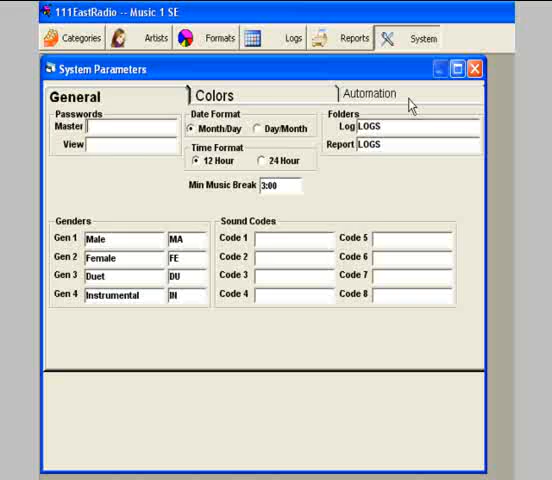 111EastRadio -- Music 1 SE
Categories Artists Formats Logs Reports System
System Parameters
General Colors Automation
Passwords Date Format Folders
Master Month/Day Day/Month Log LOGS
View Time Format Report LOGS
12 Hour 24 Hour
Min Music Break 3:00
Genders Sound Codes
Gen 1 Male MA Code 1 Code 5
Gen 2 Female FE Code 2 Code 6
Gen 3 Duet DU Code 3 Code 7
Gen 4 Instrumental IN Code 4 Code 8